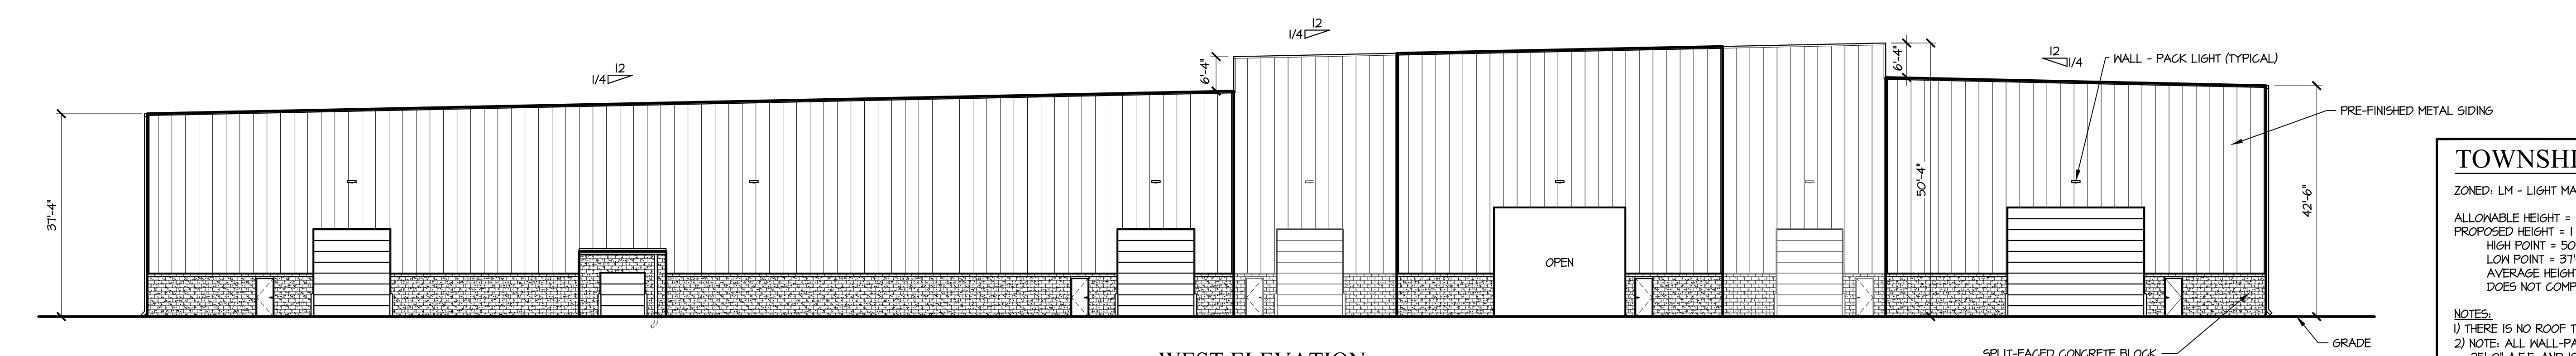 12
1/4
12
1/4
6'-4"
6'-4"
12
1/4
WALL - PACK LIGHT (TYPICAL)
PRE-FINISHED METAL SIDING
37'-4"
50'-4"
42'-6"
OPEN
GRADE
WEST ELEVATION
SPLIT-FACED CONCRETE BLOCK
TOWNSHI
ZONED: LM - LIGHT MA
ALLOWABLE HEIGHT =
PROPOSED HEIGHT = 1
HIGH POINT = 50
LOW POINT = 37'
AVERAGE HEIGH
DOES NOT COMP
NOTES:
1) THERE IS NO ROOF T
2) NOTE: ALL WALL-PA